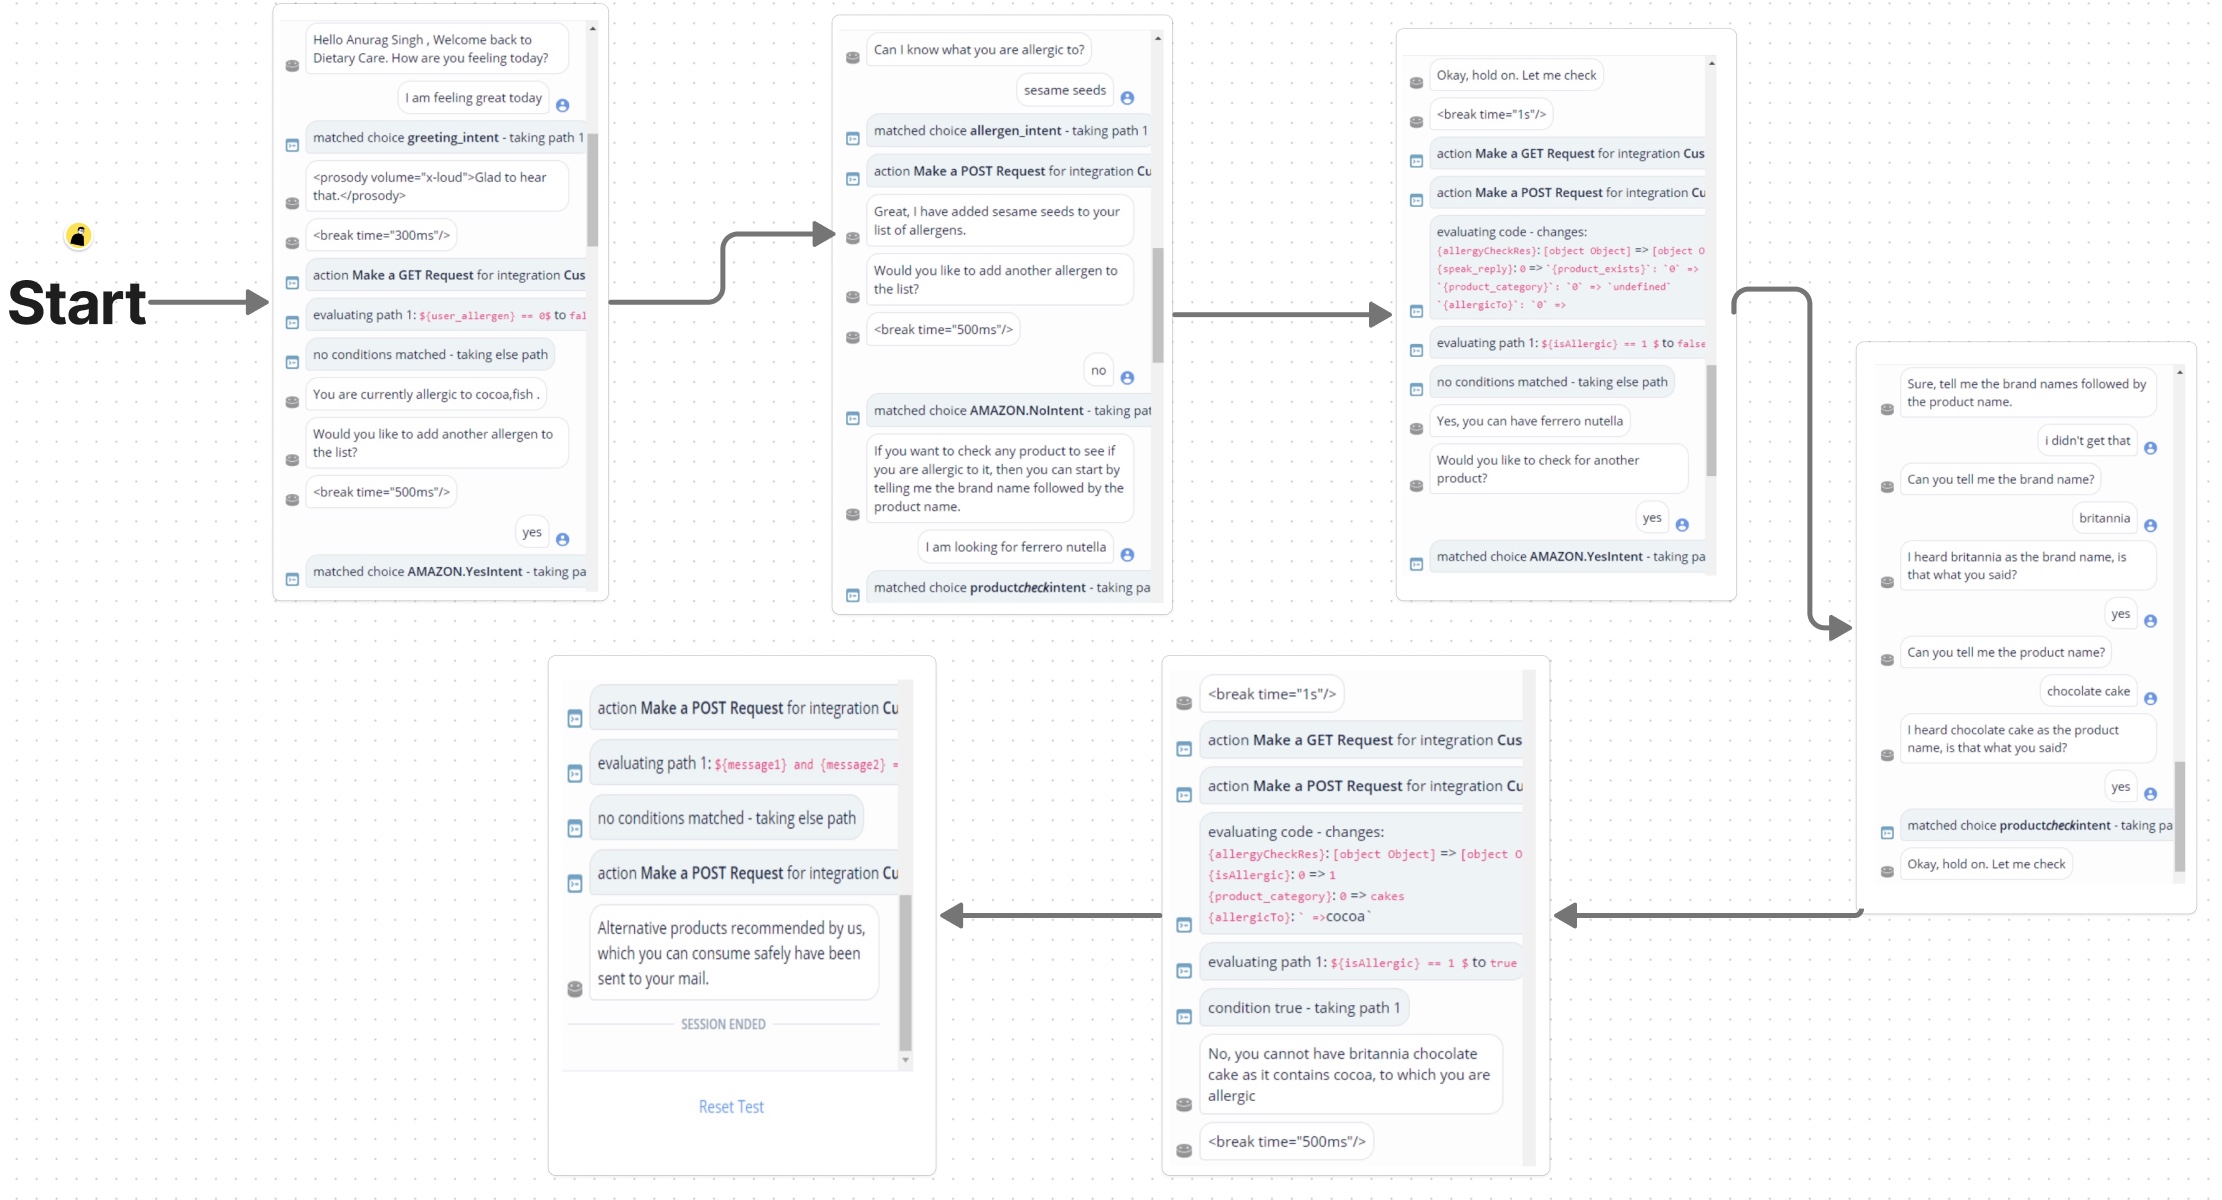 Start
Hello Anurag Singh , Welcome back to
Dietary Care. How are you feeling today?
I am feeling great today
matched choice greeting_intent - taking path 1
<prosody volume="x-loud">Glad to hear
that.</prosody>
<break time="300ms"/>
action Make a GET Request for integration Cus
evaluating path 1: ${user_allergen} == 0$ to fal
no conditions matched - taking else path
You are currently allergic to cocoa,fish .
Would you like to add another allergen to
the list?
<break time="500ms"/>
yes
matched choice AMAZON.YesIntent - taking pa
Can I know what you are allergic to?
sesame seeds
matched choice allergen_intent - taking path 1
action Make a POST Request for integration Cu
Great, I have added sesame seeds to your
list of allergens.
Would you like to add another allergen to
the list?
<break time="500ms"/>
no
matched choice AMAZON.NoIntent - taking pat
If you want to check any product to see if
you are allergic to it, then you can start by
telling me the brand name followed by the
product name.
I am looking for ferrero nutella
matched choice productcheckintent - taking pa
Okay, hold on. Let me check
<break time="1s"/>
action Make a GET Request for integration Cus
action Make a POST Request for integration Cu
evaluating code - changes:
{allergyCheckRes}: [object Object] => [object O
{speak_reply}: 0 => `{product_exists}`: `0` =>
`{product_category}`: `0` => `undefined`
`{allergicTo}`: `0` =>
evaluating path 1: ${isAllergic} == 1 $ to false
no conditions matched - taking else path
Yes, you can have ferrero nutella
Would you like to check for another
product?
yes
matched choice AMAZON.YesIntent - taking pa
Sure, tell me the brand names followed by
the product name.
i didn't get that
Can you tell me the brand name?
britannia
I heard britannia as the brand name, is
that what you said?
yes
Can you tell me the product name?
chocolate cake
I heard chocolate cake as the product
name, is that what you said?
yes
matched choice productcheckintent - taking pa
Okay, hold on. Let me check
<break time="1s"/>
action Make a GET Request for integration Cus
action Make a POST Request for integration Cu
evaluating code - changes:
{allergyCheckRes}: [object Object] => [object O
{isAllergic}: 0 => 1
{product_category}: 0 => cakes
{allergicTo}: ` =>cocoa`
evaluating path 1: ${isAllergic} == 1 $ to true
condition true - taking path 1
No, you cannot have britannia chocolate
cake as it contains cocoa, to which you are
allergic
<break time="500ms"/>
action Make a POST Request for integration Cu
evaluating path 1: ${message1} and {message2} =
no conditions matched - taking else path
action Make a POST Request for integration Cu
Alternative products recommended by us,
which you can consume safely have been
sent to your mail.
SESSION ENDED
Reset Test